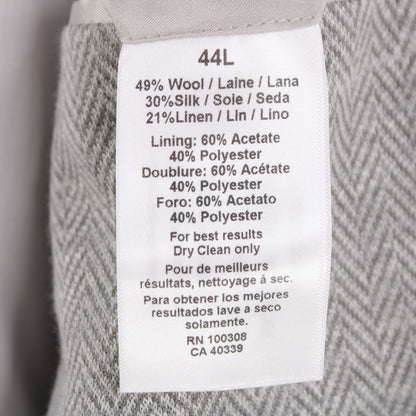 44L
49% Wool / Laine / Lana
30%Silk / Soie / Seda
21%Linen / Lin / Lino
Lining: 60% Acetate
40% Polyester
Doublure: 60% Acétate
40% Polyester
Foro: 60% Acetato
40% Polyester
For best results
Dry Clean only
Pour de meilleurs
résultats, nettoyage à sec.
Para obtener los mejores
resultados lave a seco
solamente.
RN 100308
CA 40339